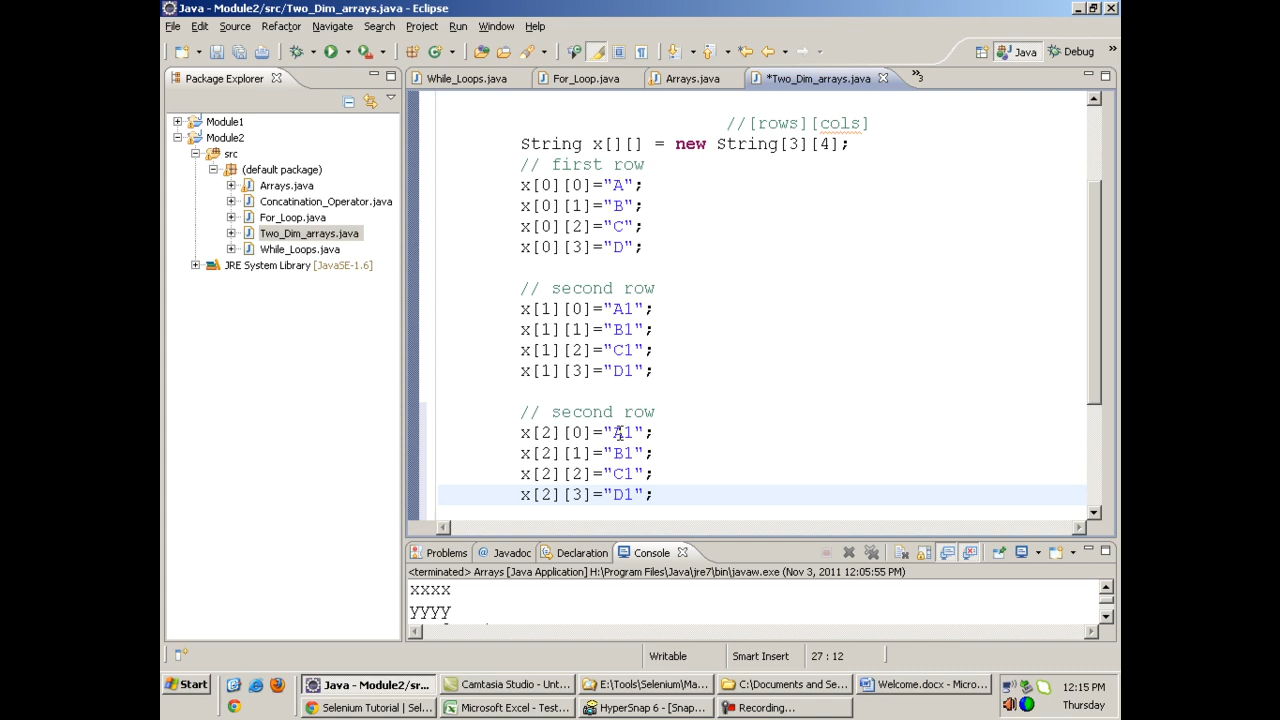 Java - Module2/src/Two_Dim_arrays.java - Eclipse
File Edit Source Refactor Navigate Search Project Run Window Help
Java Debug
Package Explorer
While_Loops.java For_Loop.java Arrays.java *Two_Dim_arrays.java 3
Module1
Module2
src
(default package)
Arrays.java
Concatination_Operator.java
For_Loop.java
Two_Dim_arrays.java
While_Loops.java
JRE System Library [JavaSE-1.6]
//[rows][cols]
String x[][] = new String[3][4];
// first row
x[0][0]="A";
x[0][1]="B";
x[0][2]="C";
x[0][3]="D";
// second row
x[1][0]="A1";
x[1][1]="B1";
x[1][2]="C1";
x[1][3]="D1";
// second row
x[2][0]="A1";
x[2][1]="B1";
x[2][2]="C1";
x[2][3]="D1";
Problems Javadoc Declaration Console
<terminated> Arrays [Java Application] H:\Program Files\Java\jre7\bin\javaw.exe (Nov 3, 2011 12:05:55 PM)
xxxx
yyyy
Writable Smart Insert 27 : 12
Start Java - Module2/sr... Camtasia Studio - Unt... E:\Tools\Selenium\Ma... C:\Documents and Se... Welcome.docx - Micro... 12:15 PM
Selenium Tutorial | Sel... Microsoft Excel - Test... HyperSnap 6 - [Snap... Recording... Thursday